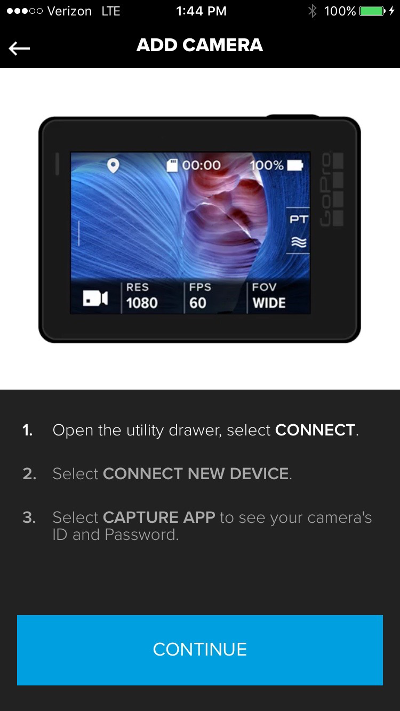 Verizon LTE 1:44 PM 100%
ADD CAMERA
00:00 100%
GoPro
PT
RES FPS FOV
1080 60 WIDE
1. Open the utility drawer, select CONNECT.
2. Select CONNECT NEW DEVICE.
3. Select CAPTURE APP to see your camera's
ID and Password.
CONTINUE